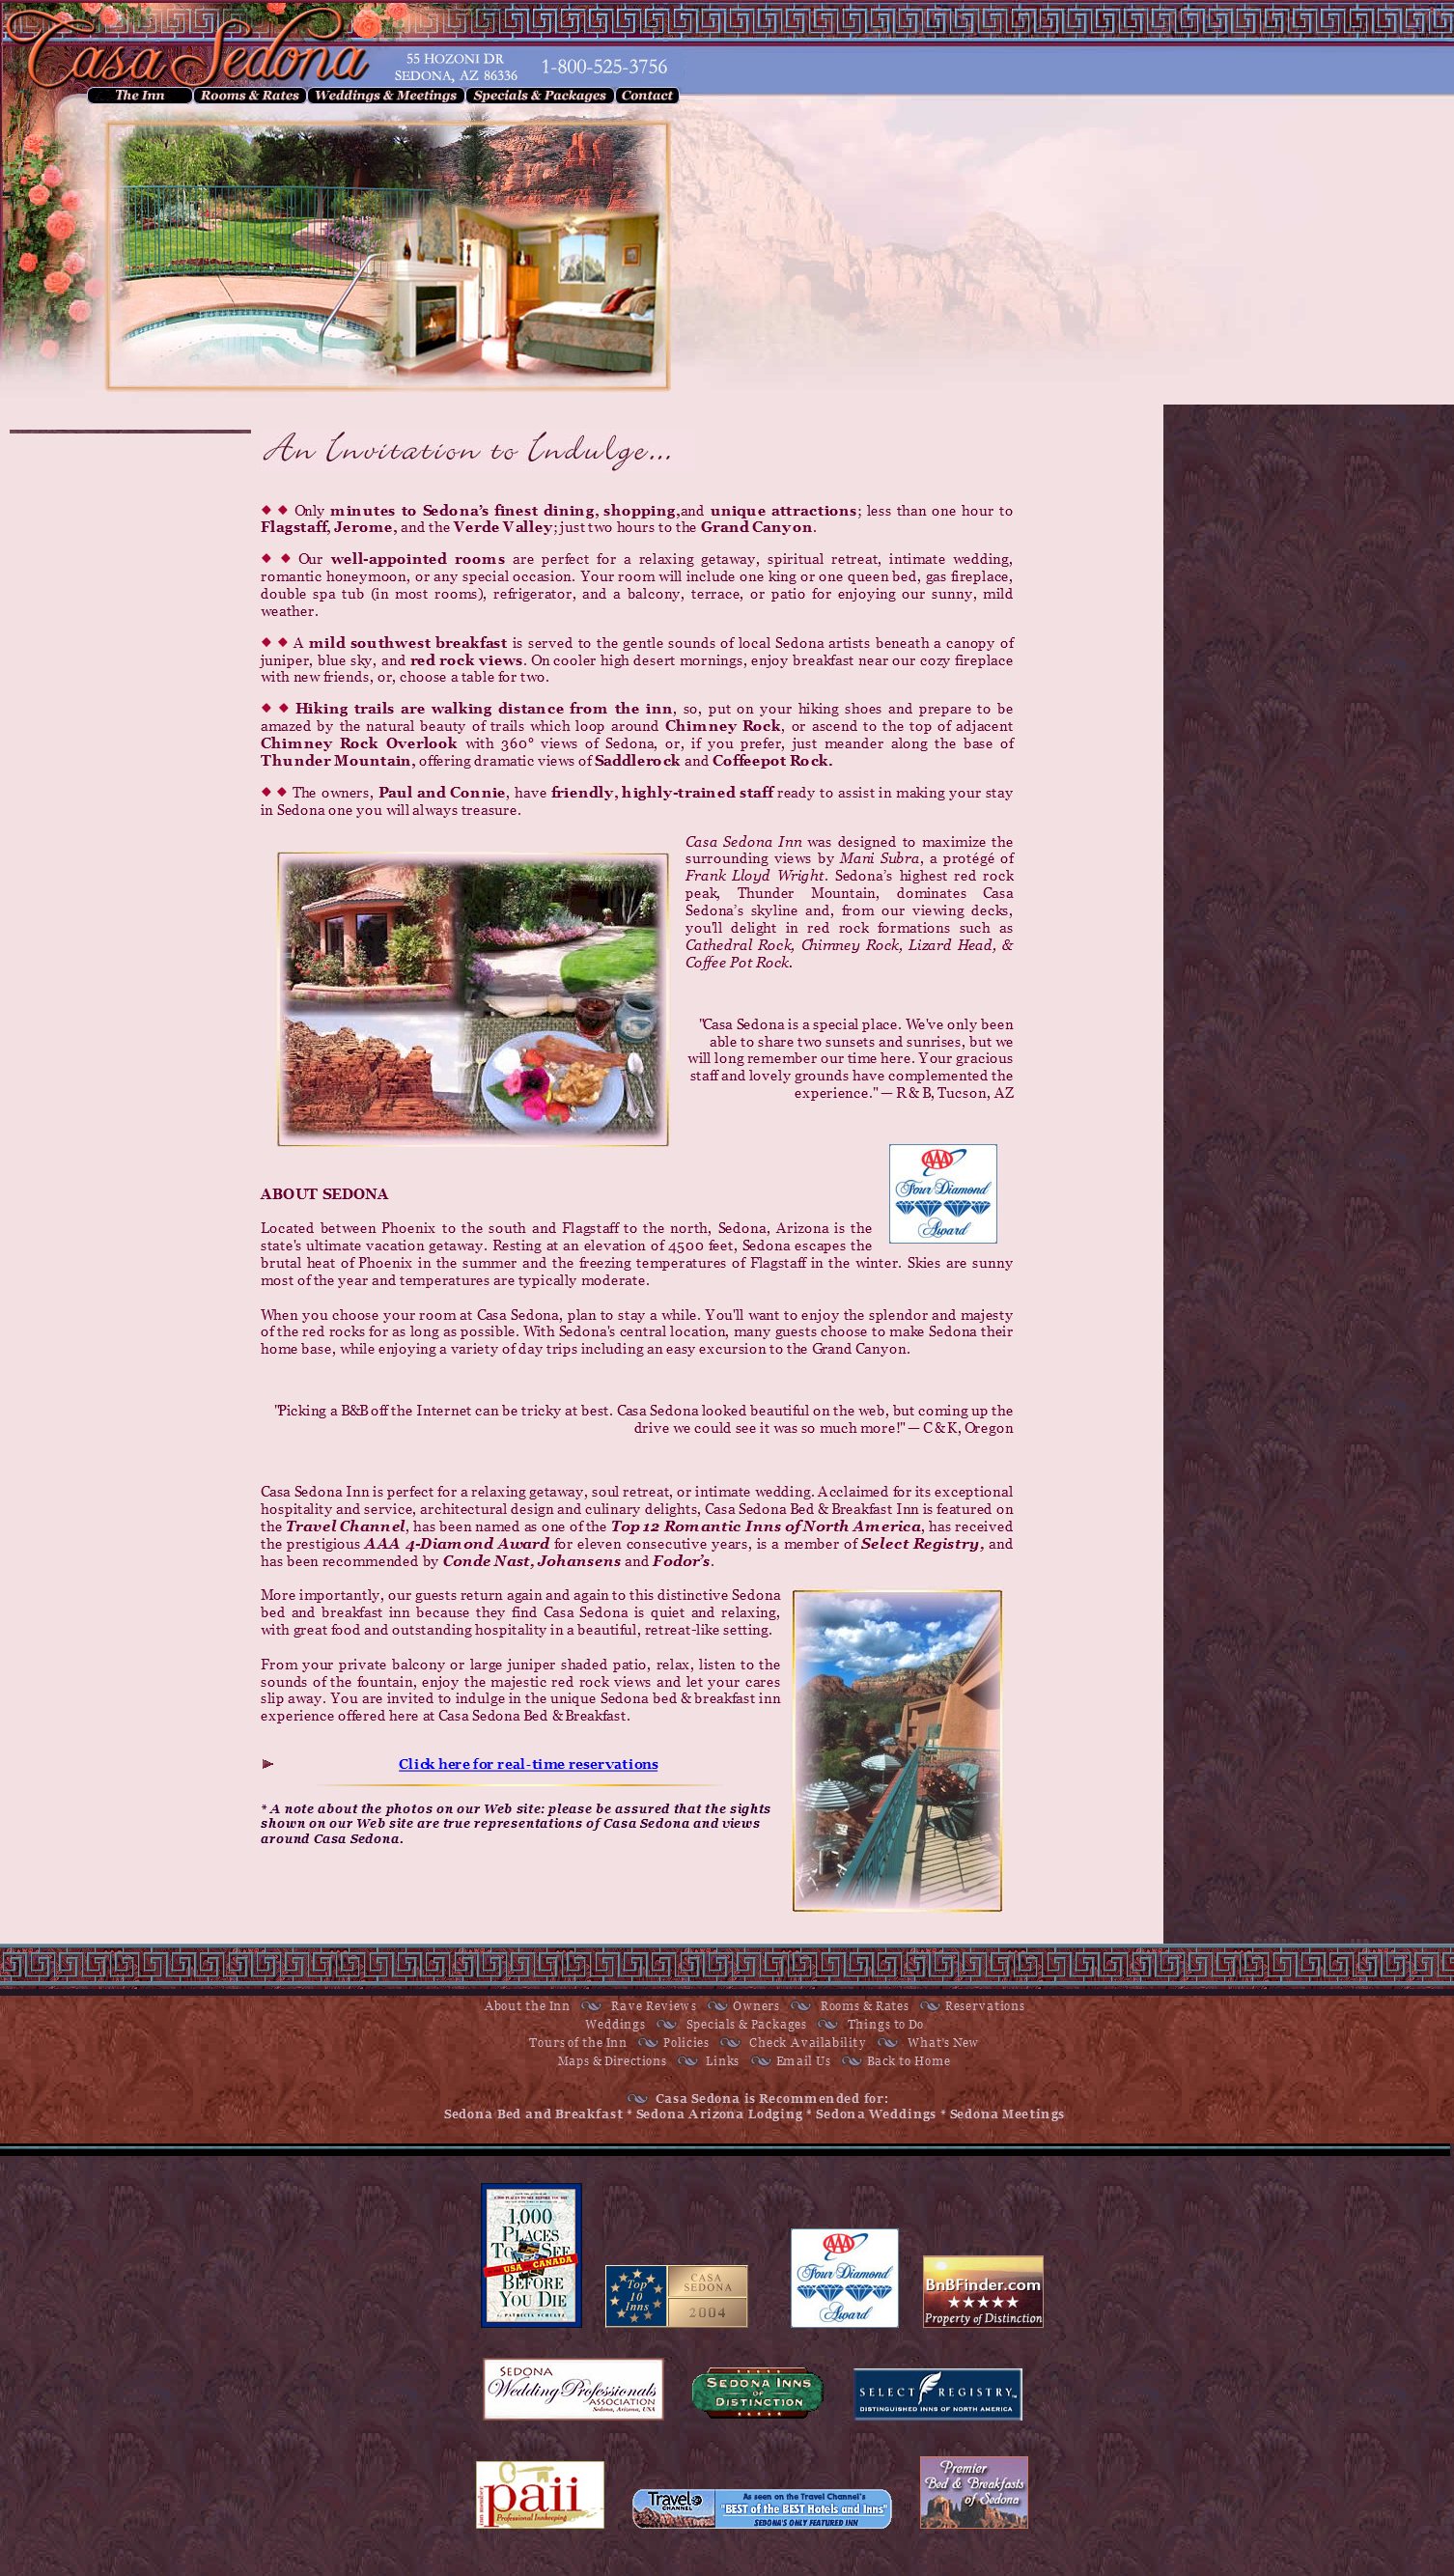 Casa Sedona
55 HOZONI DR
SEDONA, AZ 86336
1-800-525-3756
The Inn
Rooms & Rates
Weddings & Meetings
Specials & Packages
Contact
An Invitation to Indulge...
Only minutes to Sedona’s finest dining, shopping,and unique attractions; less than one hour to
Flagstaff, Jerome, and the Verde Valley; just two hours to the Grand Canyon.
Our well-appointed rooms are perfect for a relaxing getaway, spiritual retreat, intimate wedding,
romantic honeymoon, or any special occasion. Your room will include one king or one queen bed, gas fireplace,
double spa tub (in most rooms), refrigerator, and a balcony, terrace, or patio for enjoying our sunny, mild
weather.
A mild southwest breakfast is served to the gentle sounds of local Sedona artists beneath a canopy of
juniper, blue sky, and red rock views. On cooler high desert mornings, enjoy breakfast near our cozy fireplace
with new friends, or, choose a table for two.
Hiking trails are walking distance from the inn, so, put on your hiking shoes and prepare to be
amazed by the natural beauty of trails which loop around Chimney Rock, or ascend to the top of adjacent
Chimney Rock Overlook with 360° views of Sedona, or, if you prefer, just meander along the base of
Thunder Mountain, offering dramatic views of Saddlerock and Coffeepot Rock.
The owners, Paul and Connie, have friendly, highly-trained staff ready to assist in making your stay
in Sedona one you will always treasure.
Casa Sedona Inn was designed to maximize the
surrounding views by Mani Subra, a protégé of
Frank Lloyd Wright. Sedona’s highest red rock
peak, Thunder Mountain, dominates Casa
Sedona’s skyline and, from our viewing decks,
you'll delight in red rock formations such as
Cathedral Rock, Chimney Rock, Lizard Head, &
Coffee Pot Rock.
"Casa Sedona is a special place. We've only been
able to share two sunsets and sunrises, but we
will long remember our time here. Your gracious
staff and lovely grounds have complemented the
experience." — R & B, Tucson, AZ
AAA
Four Diamond
Award
ABOUT SEDONA
Located between Phoenix to the south and Flagstaff to the north, Sedona, Arizona is the
state's ultimate vacation getaway. Resting at an elevation of 4500 feet, Sedona escapes the
brutal heat of Phoenix in the summer and the freezing temperatures of Flagstaff in the winter. Skies are sunny
most of the year and temperatures are typically moderate.
When you choose your room at Casa Sedona, plan to stay a while. You'll want to enjoy the splendor and majesty
of the red rocks for as long as possible. With Sedona's central location, many guests choose to make Sedona their
home base, while enjoying a variety of day trips including an easy excursion to the Grand Canyon.
"Picking a B&B off the Internet can be tricky at best. Casa Sedona looked beautiful on the web, but coming up the
drive we could see it was so much more!" — C & K, Oregon
Casa Sedona Inn is perfect for a relaxing getaway, soul retreat, or intimate wedding. Acclaimed for its exceptional
hospitality and service, architectural design and culinary delights, Casa Sedona Bed & Breakfast Inn is featured on
the Travel Channel, has been named as one of the Top 12 Romantic Inns of North America, has received
the prestigious AAA 4-Diamond Award for eleven consecutive years, is a member of Select Registry, and
has been recommended by Conde Nast, Johansens and Fodor’s.
More importantly, our guests return again and again to this distinctive Sedona
bed and breakfast inn because they find Casa Sedona is quiet and relaxing,
with great food and outstanding hospitality in a beautiful, retreat-like setting.
From your private balcony or large juniper shaded patio, relax, listen to the
sounds of the fountain, enjoy the majestic red rock views and let your cares
slip away. You are invited to indulge in the unique Sedona bed & breakfast inn
experience offered here at Casa Sedona Bed & Breakfast.
Click here for real-time reservations
* A note about the photos on our Web site: please be assured that the sights
shown on our Web site are true representations of Casa Sedona and views
around Casa Sedona.
About the Inn Rave Reviews Owners Rooms & Rates Reservations
Weddings Specials & Packages Things to Do
Tours of the Inn Policies Check Availability What's New
Maps & Directions Links Email Us Back to Home
Casa Sedona is Recommended for:
Sedona Bed and Breakfast * Sedona Arizona Lodging * Sedona Weddings * Sedona Meetings
1,000
PLACES
TO SEE
USA CANADA
BEFORE
YOU DIE
PATRICIA SCHULTZ
Top
10
Inns
CASA
SEDONA
2004
AAA
Four Diamond
Award
BnBFinder.com
★★★★★
Property of Distinction
SEDONA
Wedding Professionals
ASSOCIATION
Sedona, Arizona, USA
SEDONA INNS
OF
DISTINCTION
SELECT REGISTRY
DISTINGUISHED INNS OF NORTH AMERICA
paii
Professional Innkeeping
Travel
CHANNEL
As seen on the Travel Channel's
"BEST of the BEST Hotels and Inns"
SEDONA'S ONLY FEATURED INN
Premier
Bed & Breakfasts
of Sedona